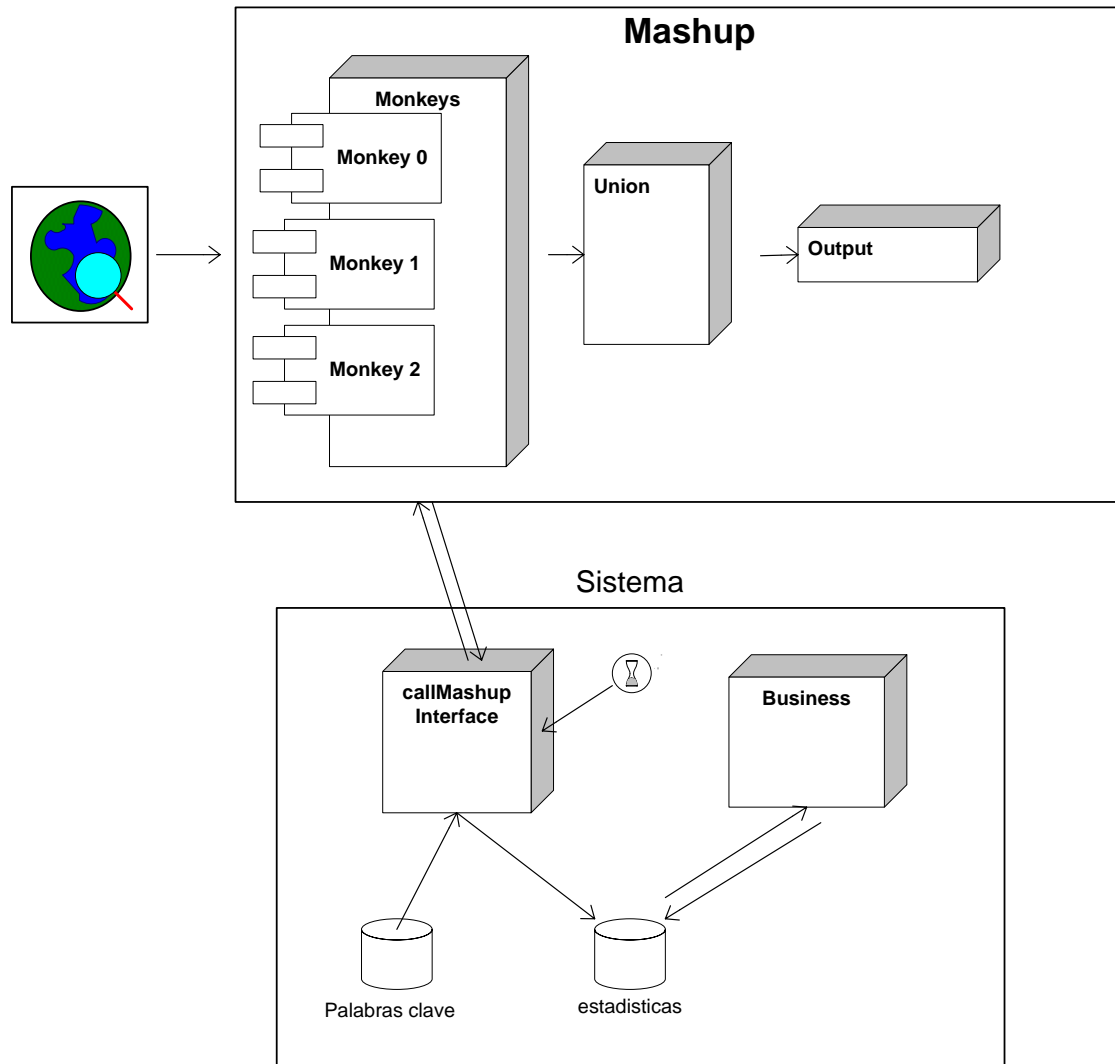 Mashup
Monkeys
Monkey 0
Monkey 1
Monkey 2
Union
Output
Sistema
callMashup
Interface
Business
Palabras clave
estadisticas